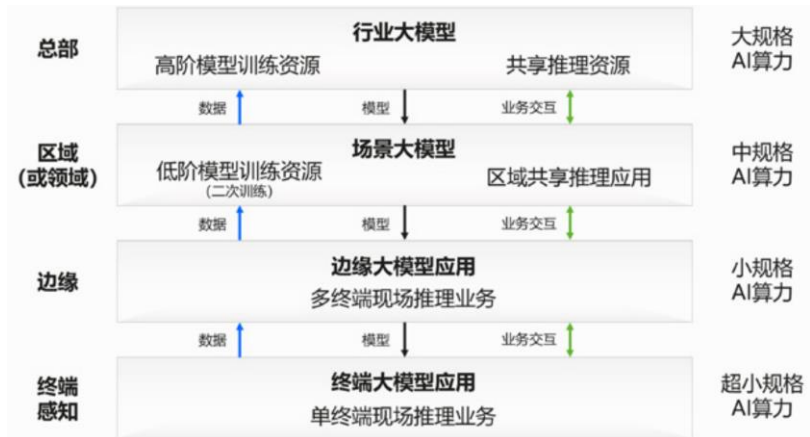 总部
行业大模型
高阶模型训练资源
共享推理资源
大规格
AI算力
数据
模型
业务交互
区域
(或领域)
场景大模型
低阶模型训练资源
(二次训练)
区域共享推理应用
中规格
AI算力
数据
模型
业务交互
边缘
边缘大模型应用
多终端现场推理业务
小规格
AI算力
数据
模型
业务交互
终端
感知
终端大模型应用
单终端现场推理业务
超小规格
AI算力